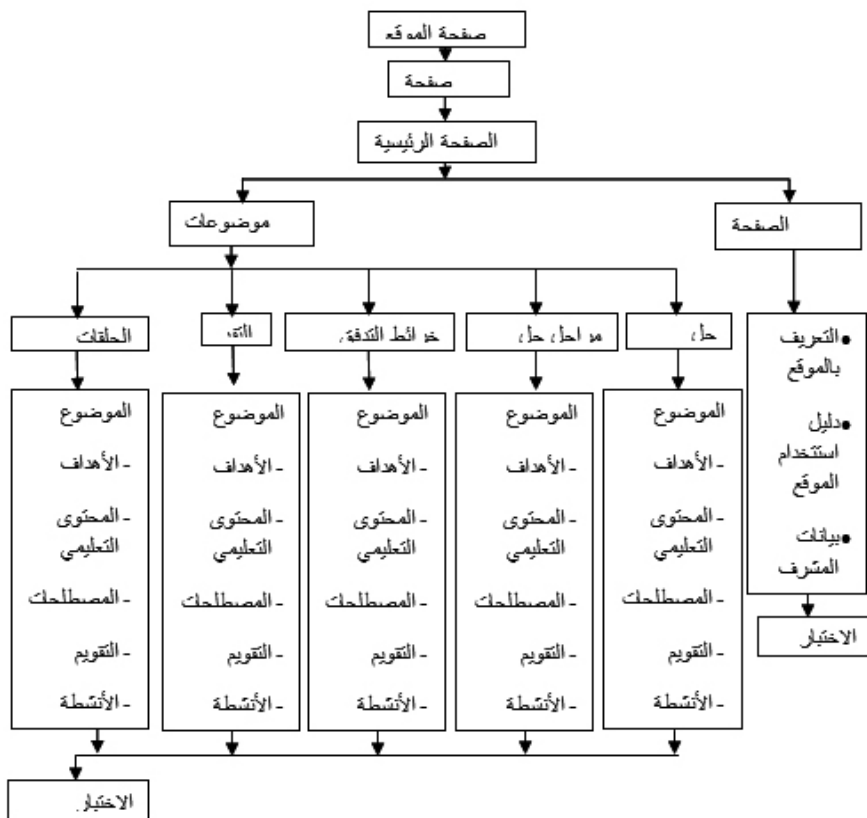 صفحة الموقع
صفحة
الصفحة الرئيسية
الصفحة
موضوعات
حل
مراحل حل
خرائط التدفق
الحلقات
•التعريف
بالموقع
•دليل
استخدام
الموقع
•بيانات
المشرف
الاختبار
الموضوع
- الأهداف
- المحتوى
التعليمي
- المصطلحات
- التقويم
- الأنشطة
الموضوع
- الأهداف
- المحتوى
التعليمي
- المصطلحات
- التقويم
- الأنشطة
الموضوع
- الأهداف
- المحتوى
التعليمي
- المصطلحات
- التقويم
- الأنشطة
الموضوع
- الأهداف
- المحتوى
التعليمي
- المصطلحات
- التقويم
- الأنشطة
الموضوع
- الأهداف
- المحتوى
التعليمي
- المصطلحات
- التقويم
- الأنشطة
الاختبار